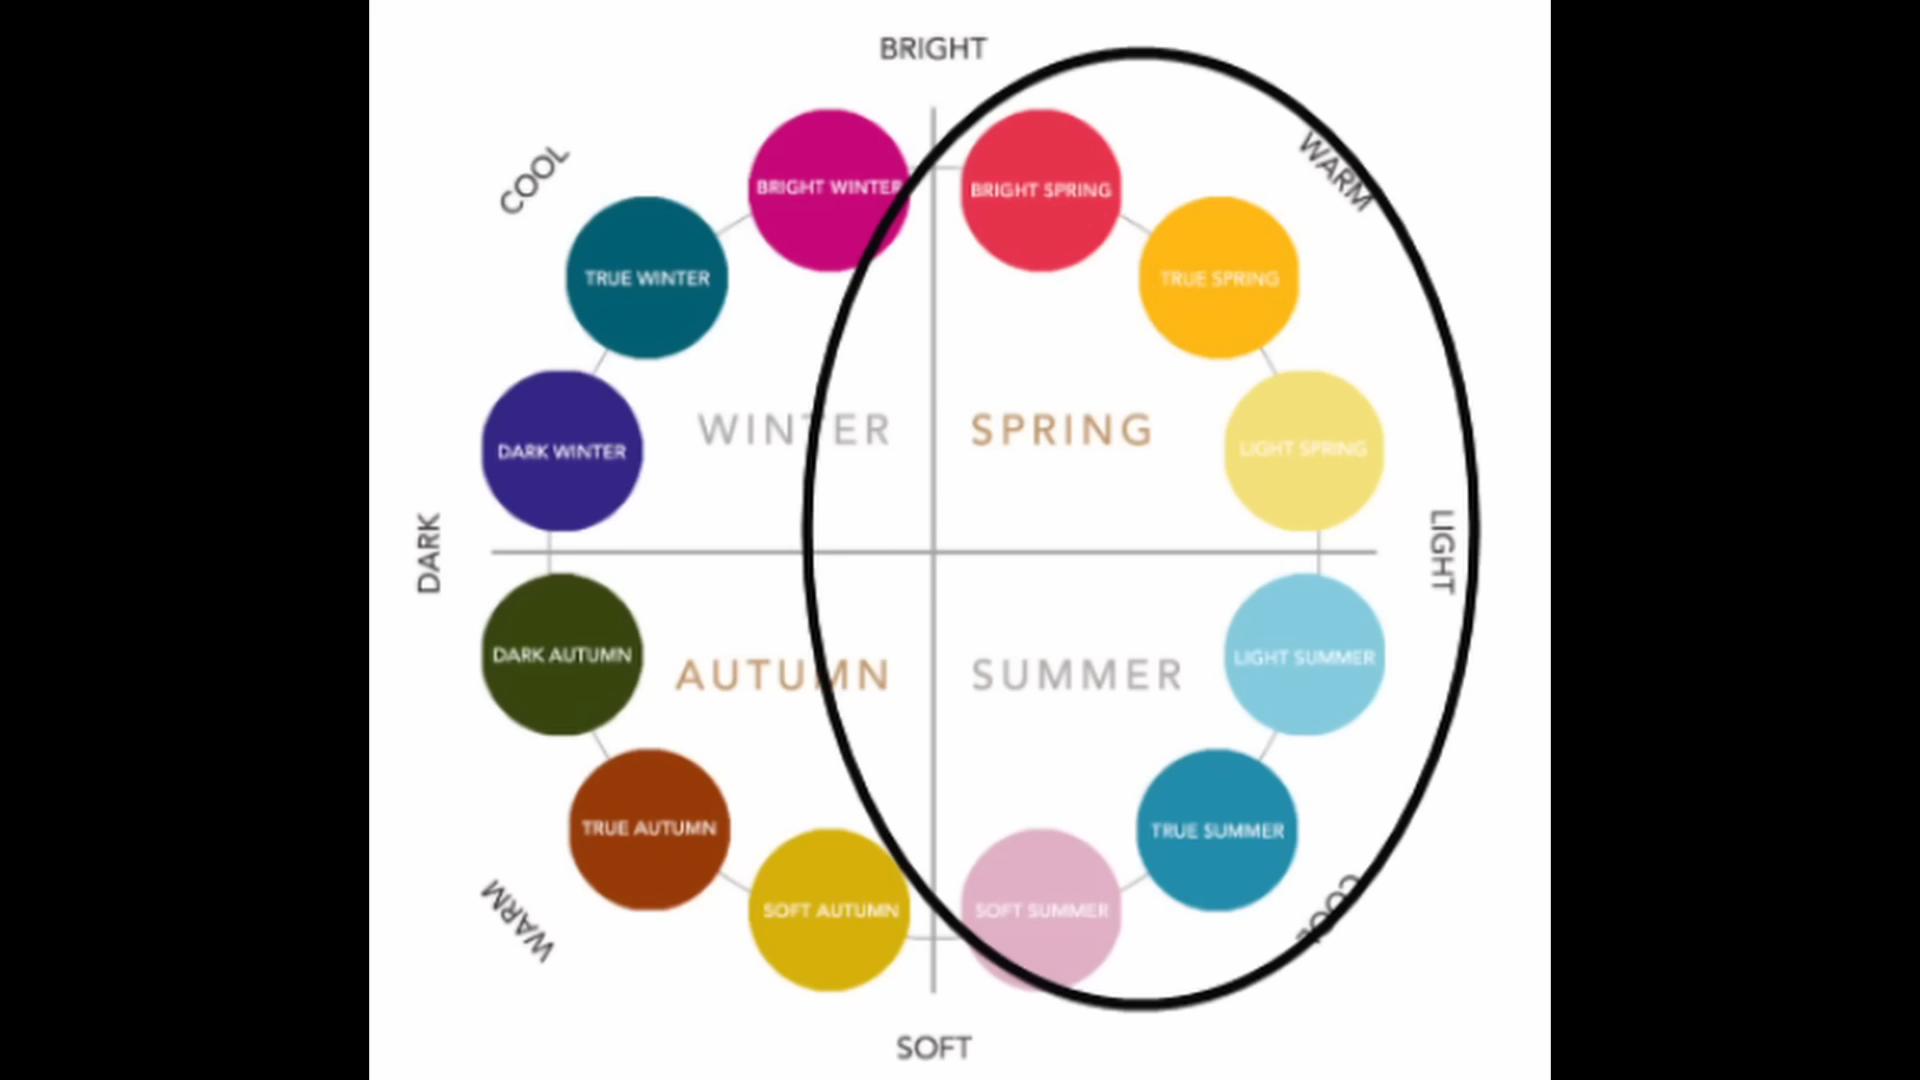 BRIGHT
COOL
WARM
BRIGHT WINTER
BRIGHT SPRING
TRUE WINTER
TRUE SPRING
WINTER
SPRING
DARK WINTER
LIGHT SPRING
DARK
LIGHT
DARK AUTUMN
LIGHT SUMMER
AUTUMN
SUMMER
TRUE AUTUMN
TRUE SUMMER
SOFT AUTUMN
SOFT SUMMER
WARM
COOL
SOFT